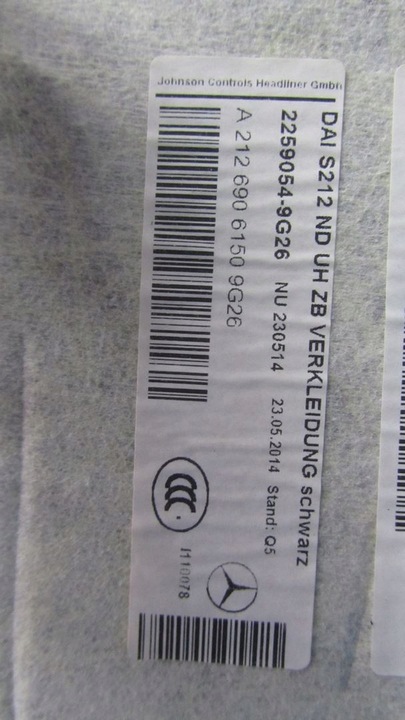 Johnson Controls Headliner Gmbh
DAI S212 ND UH ZB VERKLEIDUNG schwarz
2259054-9G26 NU 230514 23.05.2014 Stand: Q5
A 212 690 6150 9G26
CCC
I110078